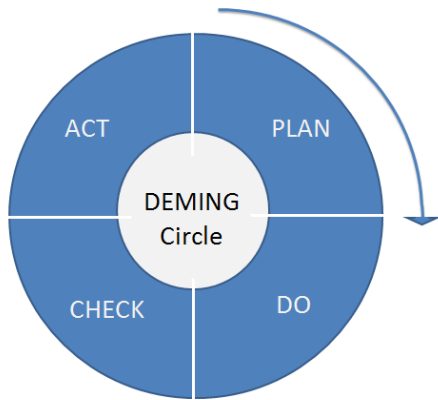 ACT
PLAN
DEMING
Circle
CHECK
DO